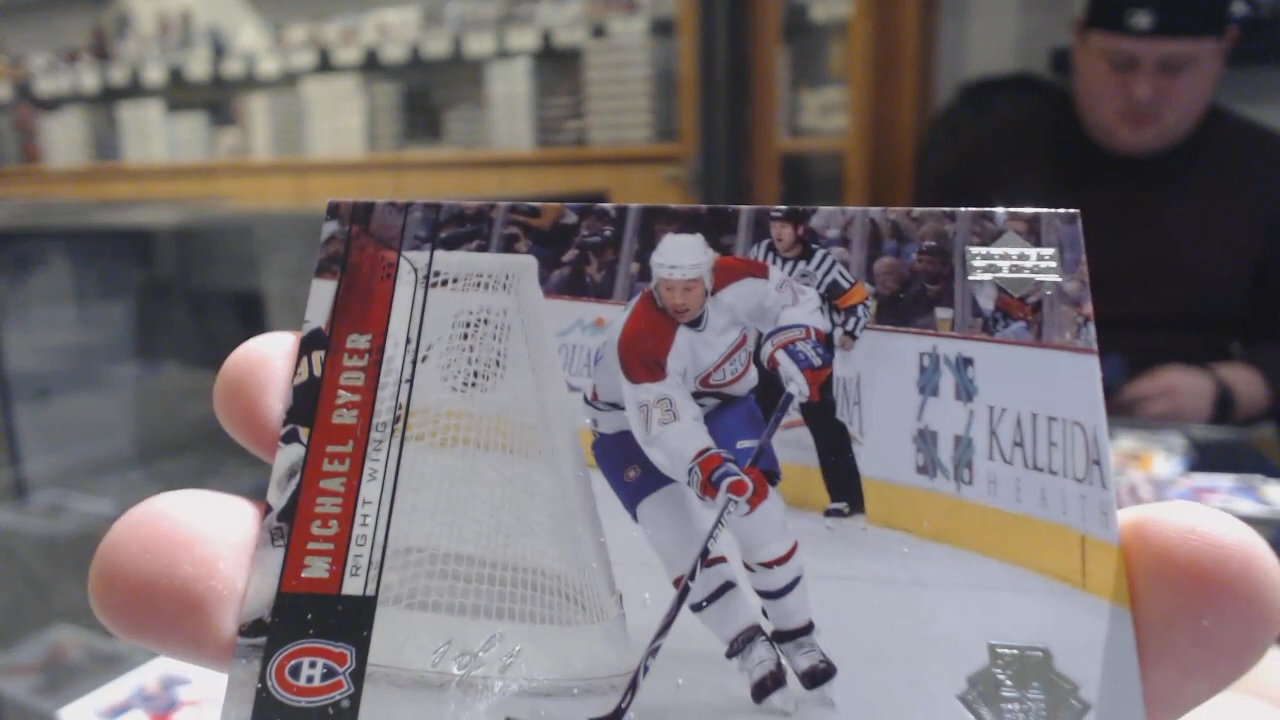 MICHAEL RYDER
RIGHT WING
73
KALEIDA
HEALTH
1 of 1